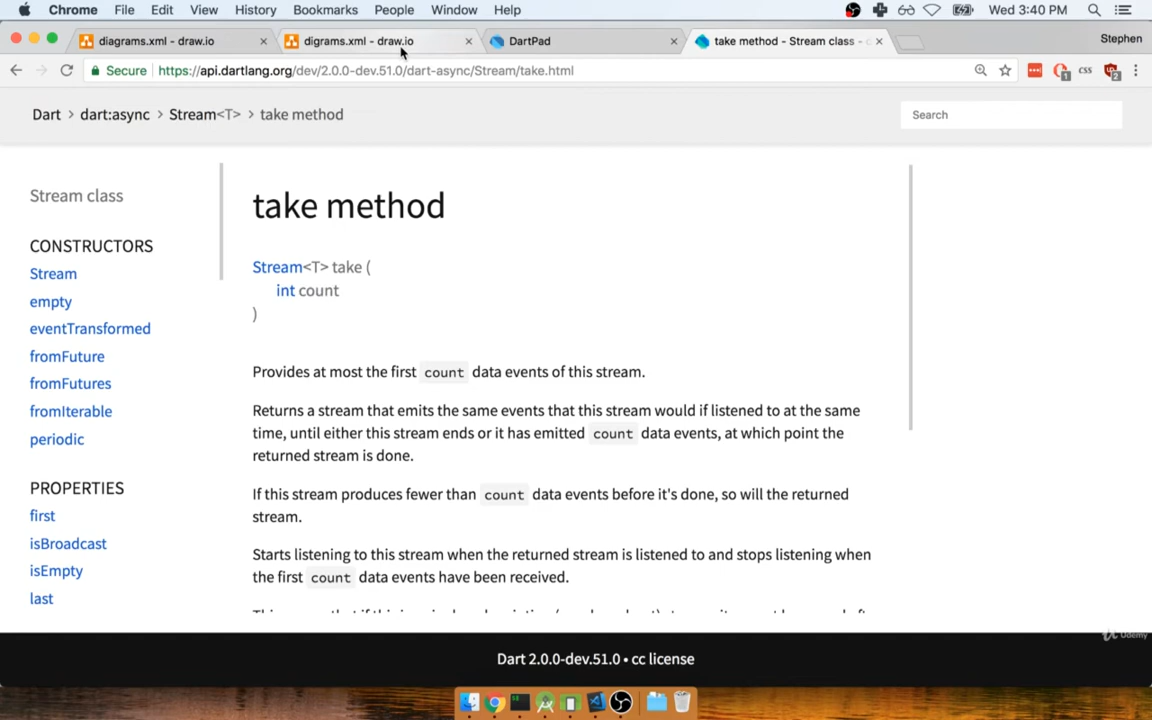 Chrome File Edit View History Bookmarks People Window Help Wed 3:40 PM
diagrams.xml - draw.io
digrams.xml - draw.io
DartPad
take method - Stream class -
Stephen
Secure https://api.dartlang.org/dev/2.0.0-dev.51.0/dart-async/Stream/take.html
Dart > dart:async > Stream<T> > take method
Search
Stream class
CONSTRUCTORS
Stream
empty
eventTransformed
fromFuture
fromFutures
fromIterable
periodic
PROPERTIES
first
isBroadcast
isEmpty
last
take method
Stream<T> take (
int count
)
Provides at most the first count data events of this stream.
Returns a stream that emits the same events that this stream would if listened to at the same
time, until either this stream ends or it has emitted count data events, at which point the
returned stream is done.
If this stream produces fewer than count data events before it's done, so will the returned
stream.
Starts listening to this stream when the returned stream is listened to and stops listening when
the first count data events have been received.
Udemy
Dart 2.0.0-dev.51.0 • cc license